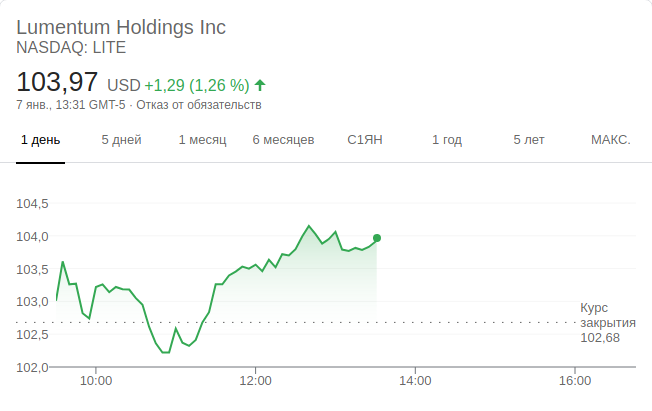 Lumentum Holdings Inc
NASDAQ: LITE
103,97 USD +1,29 (1,26 %)
7 янв., 13:31 GMT-5 · Отказ от обязательств
1 день 5 дней 1 месяц 6 месяцев С1ЯН 1 год 5 лет МАКС.
104,5
104,0
103,5
103,0
102,5
102,0
Курс
закрытия
102,68
10:00 12:00 14:00 16:00